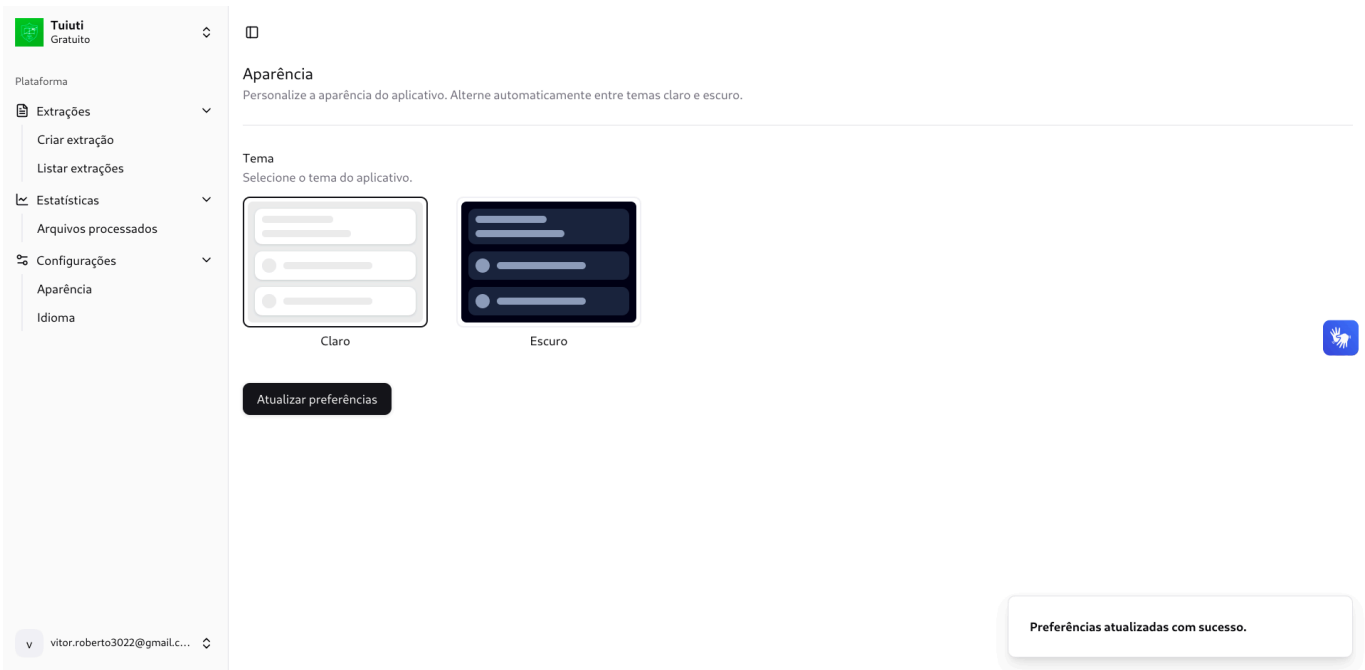 Tuiuti
Gratuito
Plataforma
Extrações
Criar extração
Listar extrações
Estatísticas
Arquivos processados
Configurações
Aparência
Idioma
v
vitor.roberto3022@gmail.c...
Aparência
Personalize a aparência do aplicativo. Alterne automaticamente entre temas claro e escuro.
Tema
Selecione o tema do aplicativo.
Claro
Escuro
Atualizar preferências
Preferências atualizadas com sucesso.